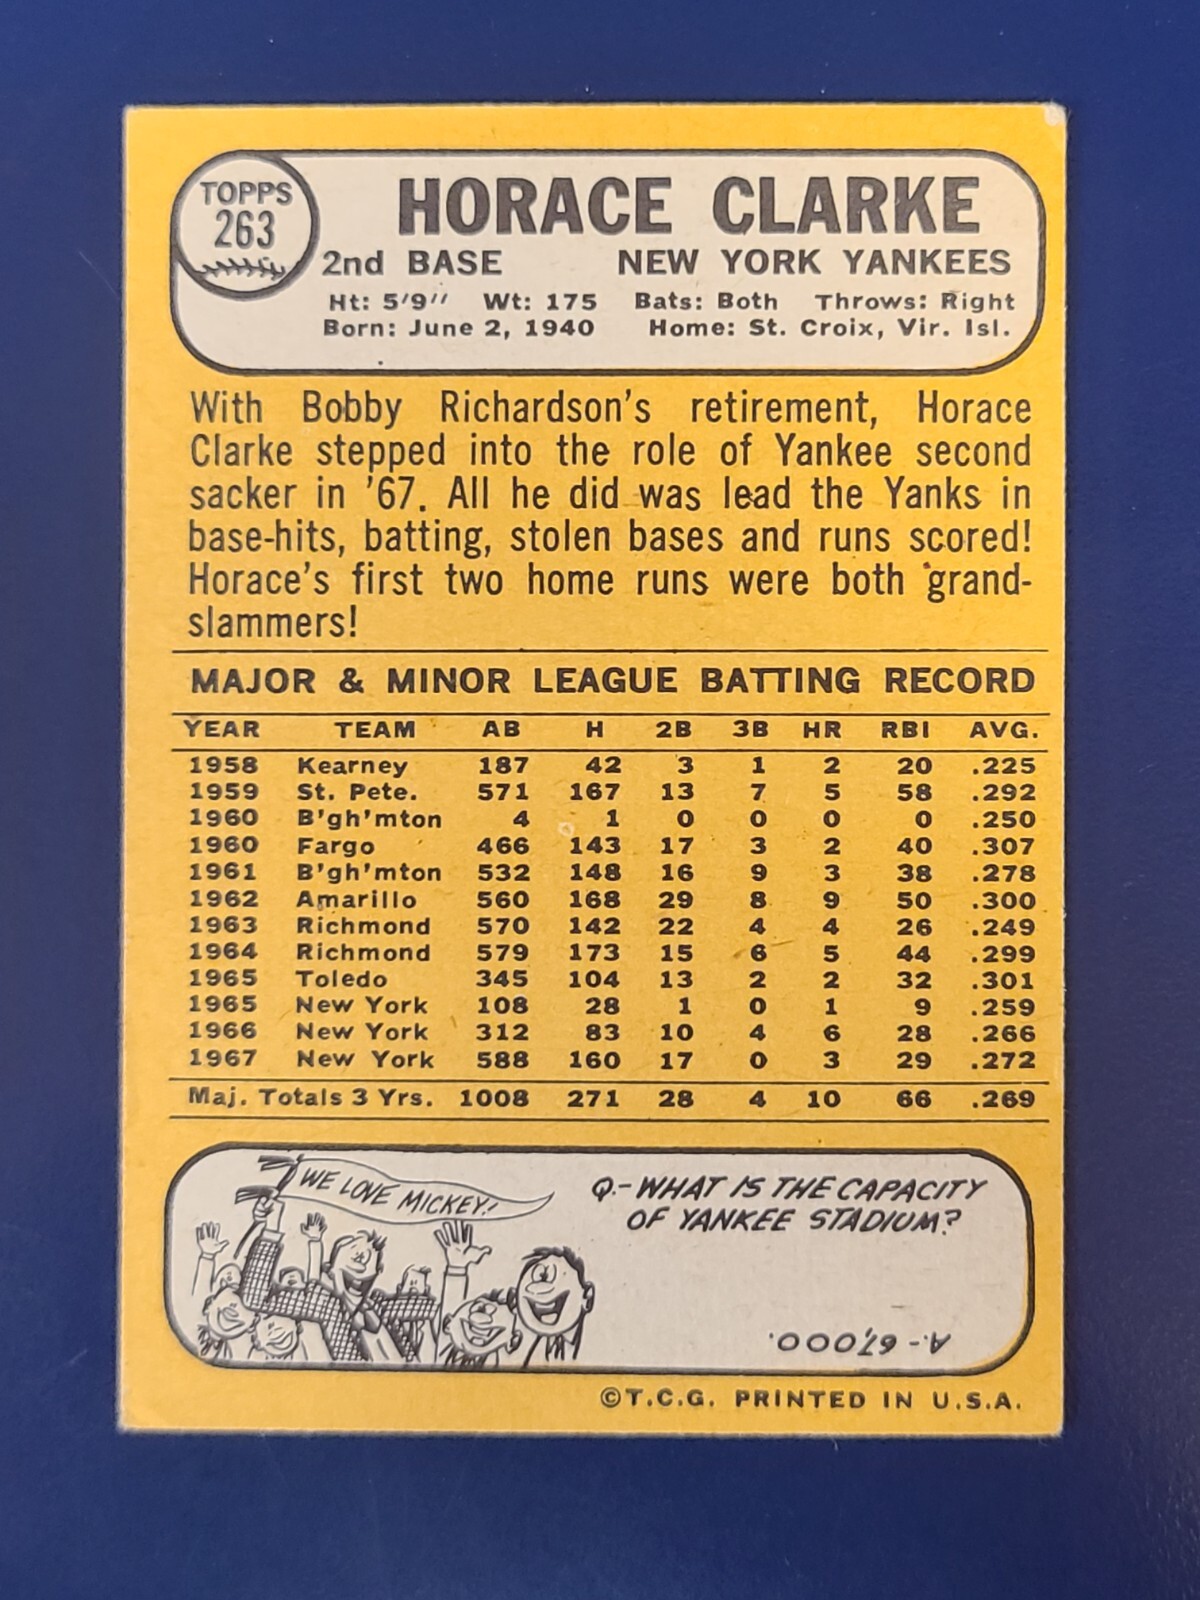 TOPPS
263
HORACE CLARKE
2nd BASE NEW YORK YANKEES
Ht: 5'9" Wt: 175 Bats: Both Throws: Right
Born: June 2, 1940 Home: St. Croix, Vir. Isl.
With Bobby Richardson's retirement, Horace
Clarke stepped into the role of Yankee second
sacker in '67. All he did was lead the Yanks in
base-hits, batting, stolen bases and runs scored!
Horace's first two home runs were both grand-
slammers!
MAJOR & MINOR LEAGUE BATTING RECORD
YEAR TEAM AB H 2B 3B HR RBI AVG.
1958 Kearney 187 42 3 1 2 20 .225
1959 St. Pete. 571 167 13 7 5 58 .292
1960 B'gh'mton 4 1 0 0 0 0 .250
1960 Fargo 466 143 17 3 2 40 .307
1961 B'gh'mton 532 148 16 9 3 38 .278
1962 Amarillo 560 168 29 8 9 50 .300
1963 Richmond 570 142 22 4 4 26 .249
1964 Richmond 579 173 15 6 5 44 .299
1965 Toledo 345 104 13 2 2 32 .301
1965 New York 108 28 1 0 1 9 .259
1966 New York 312 83 10 4 6 28 .266
1967 New York 588 160 17 0 3 29 .272
Maj. Totals 3 Yrs. 1008 271 28 4 10 66 .269
WE LOVE MICKEY!
Q.- WHAT IS THE CAPACITY
OF YANKEE STADIUM?
A.- 67,000.
©T.C.G. PRINTED IN U.S.A.